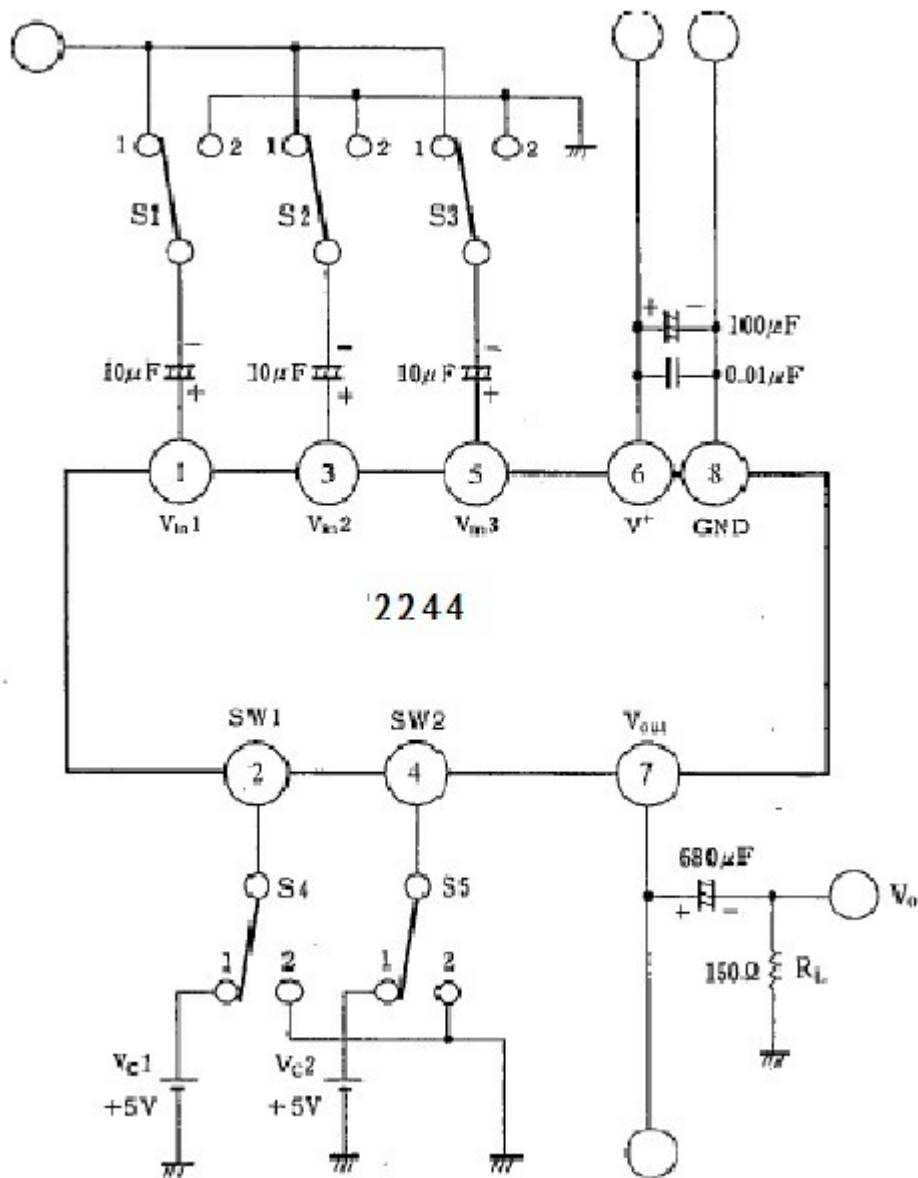 1 2 1 2 1 2
S1 S2 S3
+ -
100μF
- - -
10μF 10μF 10μF 0.01μF
+ + +
1 3 5 6 8
Vin1 Vin2 Vin3 V+ GND
2244
SW1 SW2 Vout
2 4 7
680μF
S4 S5 Vo
+ -
1 2 1 2 150Ω RL
VC1 VC2
+5V +5V